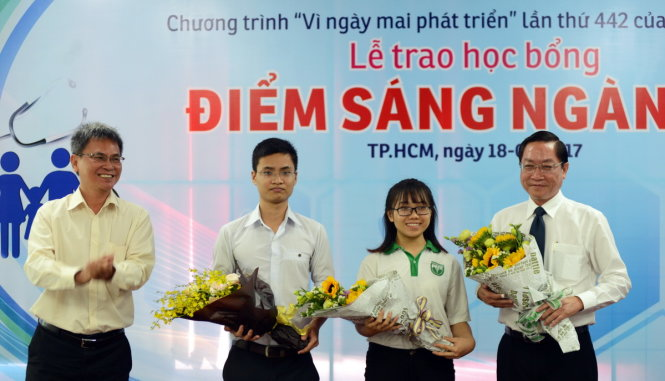 Chương trình “Vì ngày mai phát triển” lần thứ 442 của
Lễ trao học bổng
ĐIỂM SÁNG NGÀN
TP.HCM, ngày 18- 17